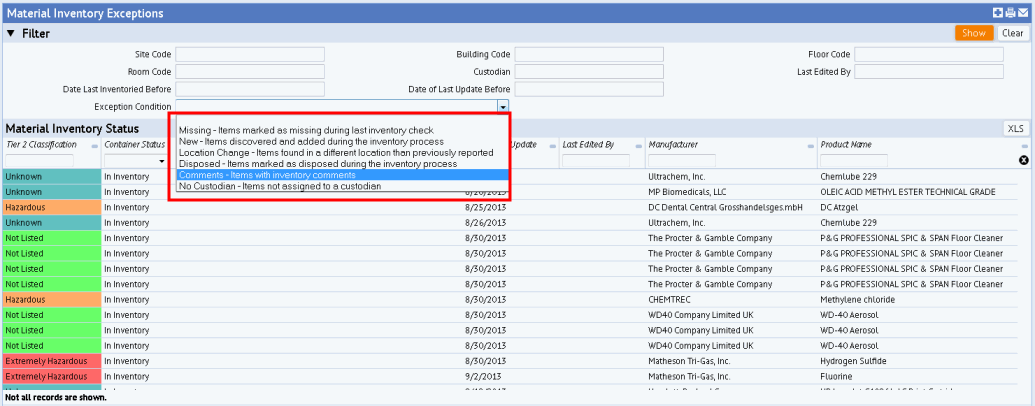 Material Inventory Exceptions
▼ Filter Show Clear
Site Code Building Code Floor Code
Room Code Custodian Last Edited By
Date Last Inventoried Before Date of Last Update Before
Exception Condition
Material Inventory Status XLS
Missing - Items marked as missing during last inventory check
New - Items discovered and added during the inventory process
Location Change - Items found in a different location than previously reported
Disposed - Items marked as disposed during the inventory process
Comments - Items with inventory comments
No Custodian - Items not assigned to a custodian
Tier 2 Classification Container Status Update Last Edited By Manufacturer Product Name
Unknown In Inventory Ultrachem, Inc. Chemlube 229
Unknown In Inventory 8/26/2013 MP Biomedicals, LLC OLEIC ACID METHYL ESTER TECHNICAL GRADE
Hazardous In Inventory 8/25/2013 DC Dental Central Grosshandelsges.mbH DC Atzgel
Unknown In Inventory 8/26/2013 Ultrachem, Inc. Chemlube 229
Not Listed In Inventory 8/30/2013 The Procter & Gamble Company P&G PROFESSIONAL SPIC & SPAN Floor Cleaner
Not Listed In Inventory 8/30/2013 The Procter & Gamble Company P&G PROFESSIONAL SPIC & SPAN Floor Cleaner
Not Listed In Inventory 8/30/2013 The Procter & Gamble Company P&G PROFESSIONAL SPIC & SPAN Floor Cleaner
Not Listed In Inventory 8/30/2013 The Procter & Gamble Company P&G PROFESSIONAL SPIC & SPAN Floor Cleaner
Hazardous In Inventory 8/30/2013 CHEMTREC Methylene chloride
Not Listed In Inventory 8/30/2013 WD40 Company Limited UK WD-40 Aerosol
Not Listed In Inventory 8/30/2013 WD40 Company Limited UK WD-40 Aerosol
Not Listed In Inventory 8/30/2013 WD40 Company Limited UK WD-40 Aerosol
Extremely Hazardous In Inventory 8/30/2013 Matheson Tri-Gas, Inc. Hydrogen Sulfide
Extremely Hazardous In Inventory 9/2/2013 Matheson Tri-Gas, Inc. Fluorine
Not all records are shown.